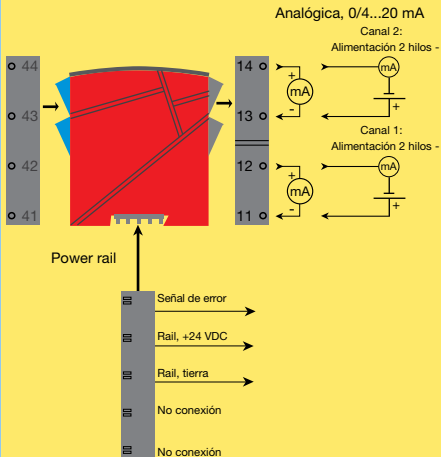 Analógica, 0/4...20 mA
Canal 2:
Alimentación 2 hilos -
44
14
mA
+
mA
-
+
43
13
Canal 1:
Alimentación 2 hilos -
42
12
mA
+
mA
-
+
41
11
Power rail
Señal de error
Rail, +24 VDC
Rail, tierra
No conexión
No conexión